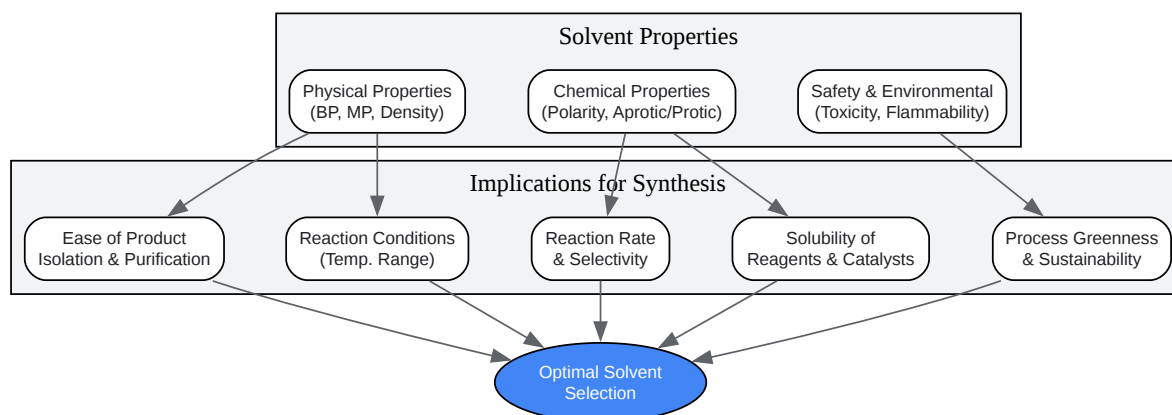 Solvent Properties
Physical Properties
(BP, MP, Density)
Chemical Properties
(Polarity, Aprotic/Protic)
Safety & Environmental
(Toxicity, Flammability)
Implications for Synthesis
Ease of Product
Isolation & Purification
Reaction Conditions
(Temp. Range)
Reaction Rate
& Selectivity
Solubility of
Reagents & Catalysts
Process Greenness
& Sustainability
Optimal Solvent
Selection